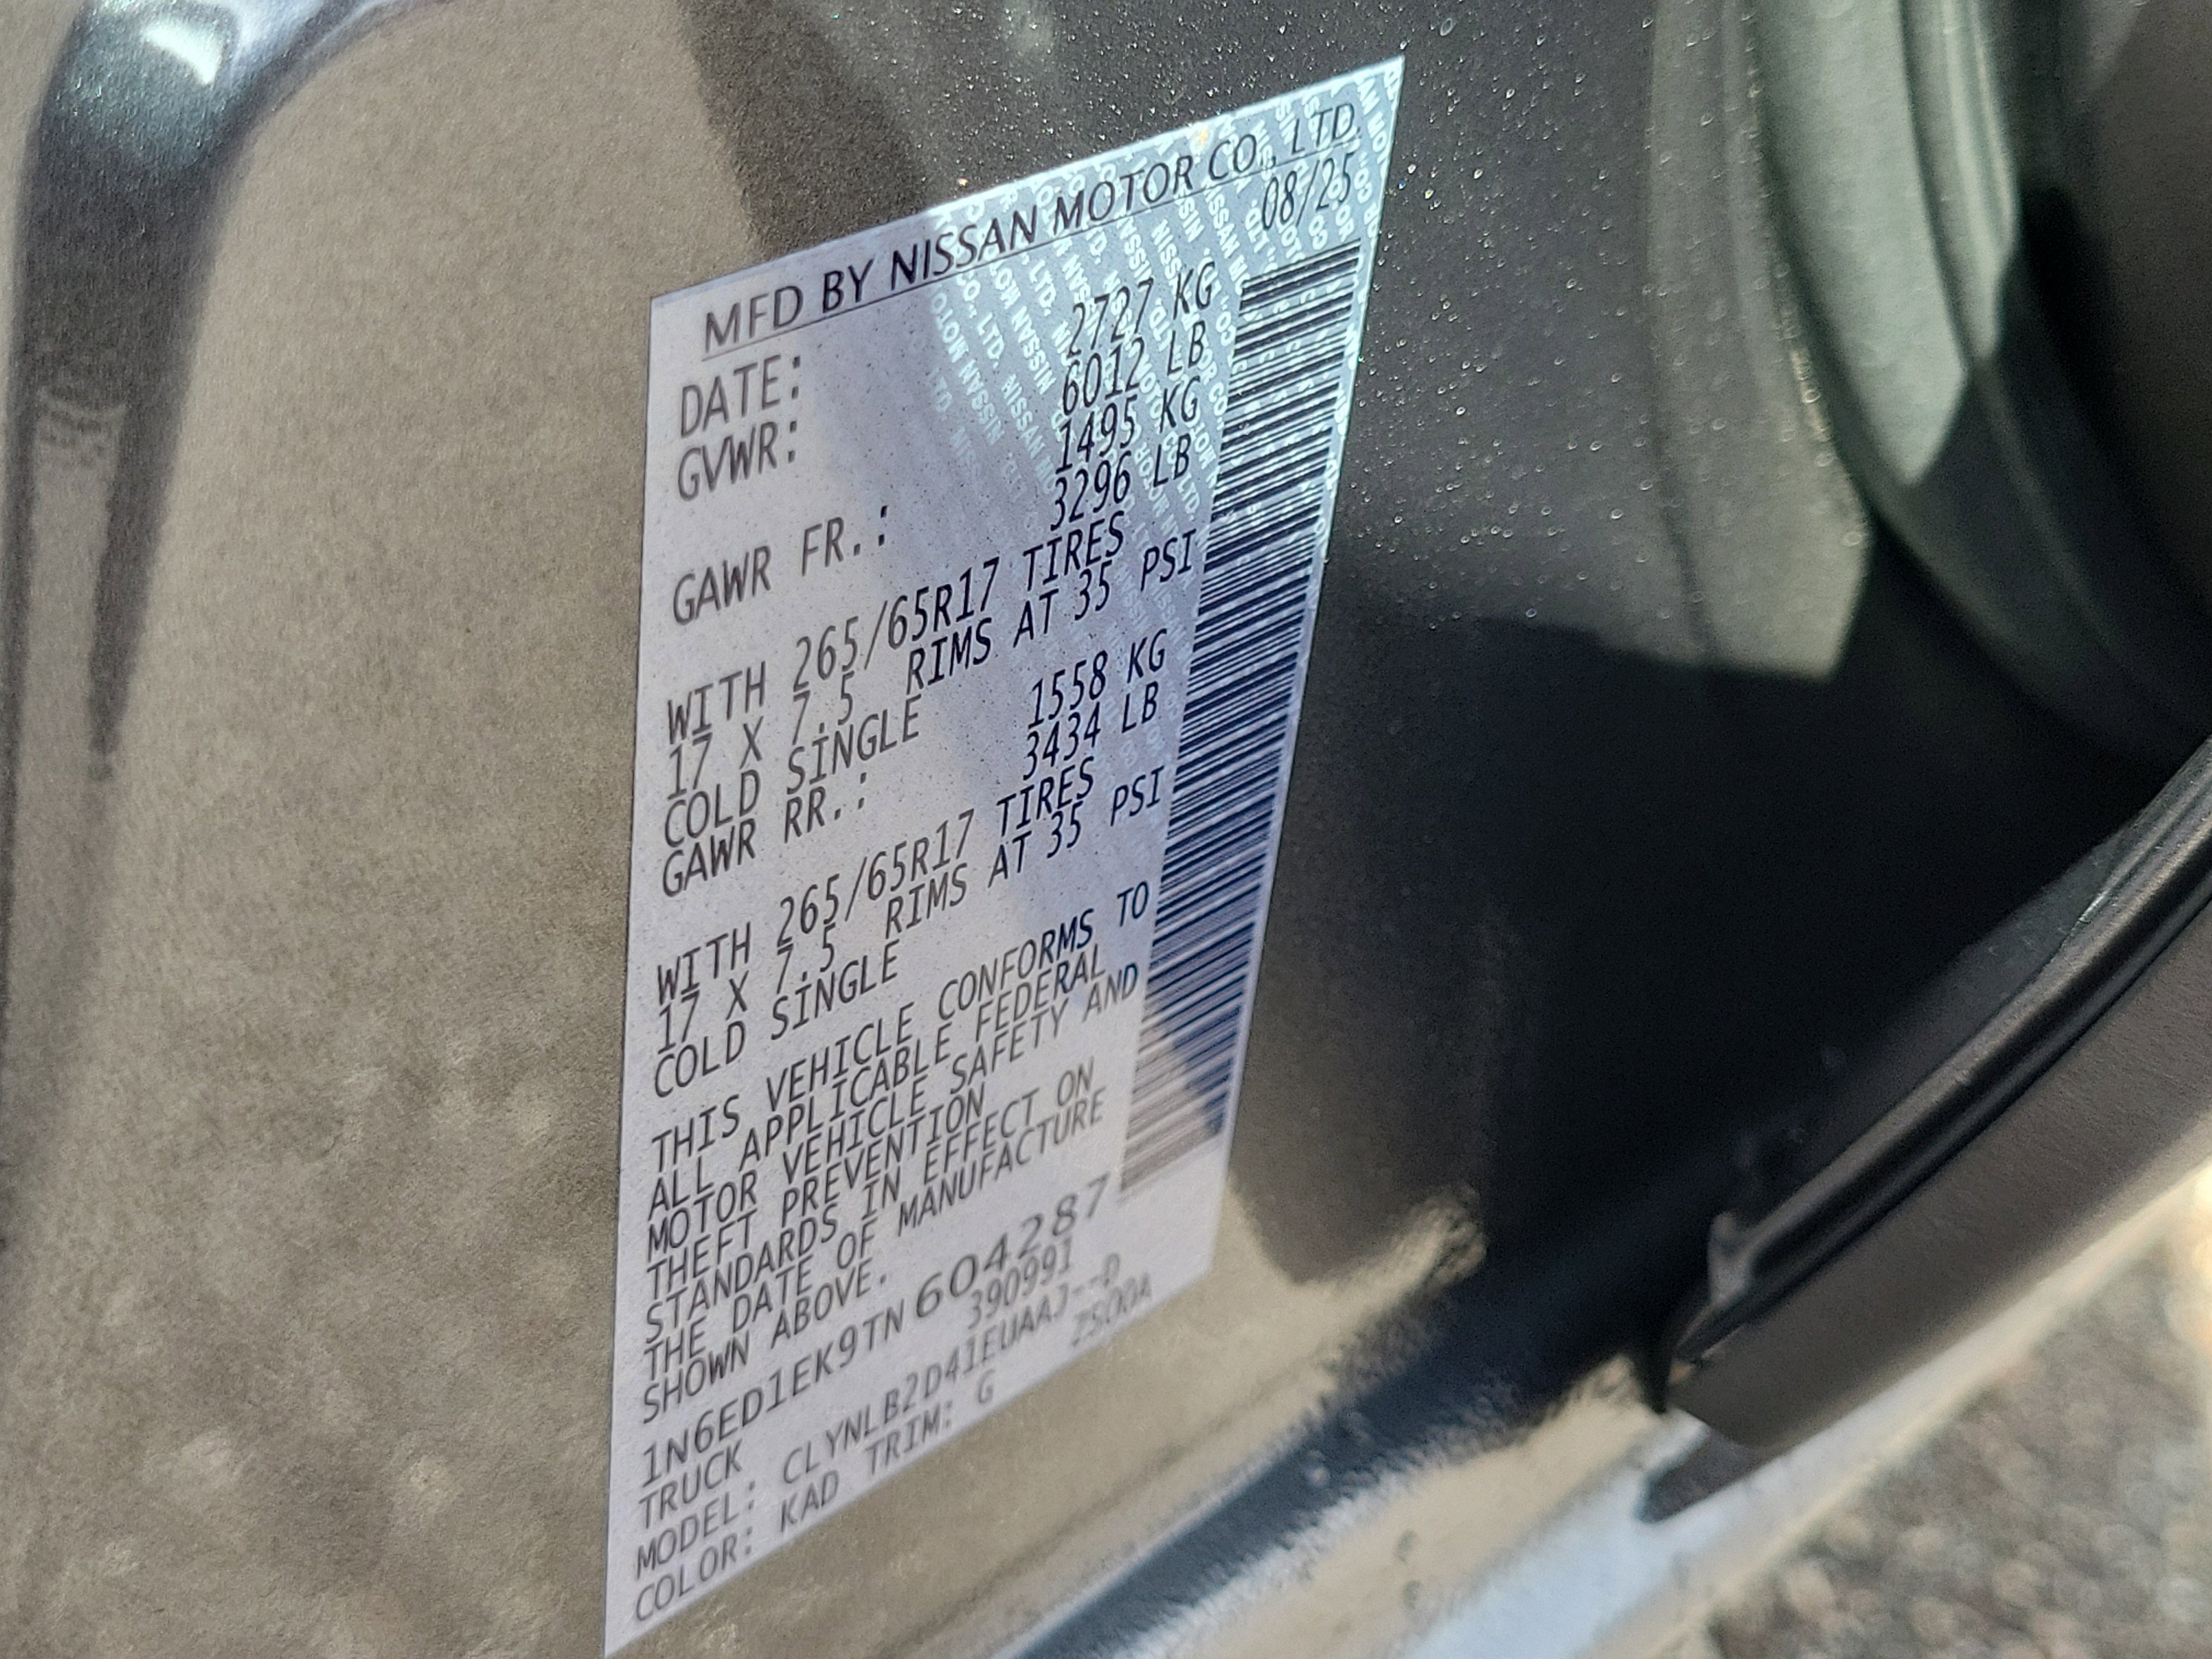 MFD BY NISSAN MOTOR CO., LTD.
DATE: 08/25
GVWR: 2727 KG
6012 LB
GAWR FR.: 1495 KG
3296 LB
WITH 265/65R17 TIRES
17 X 7.5 RIMS AT 35 PSI
COLD SINGLE
GAWR RR.: 1558 KG
3434 LB
WITH 265/65R17 TIRES
17 X 7.5 RIMS AT 35 PSI
COLD SINGLE
THIS VEHICLE CONFORMS TO
ALL APPLICABLE FEDERAL
MOTOR VEHICLE SAFETY AND
THEFT PREVENTION
STANDARDS IN EFFECT ON
THE DATE OF MANUFACTURE
SHOWN ABOVE.
1N6ED1EK9TN604287
TRUCK 390991
MODEL: CLYNLB2D41EUAAJ--D
COLOR: KAD TRIM: G